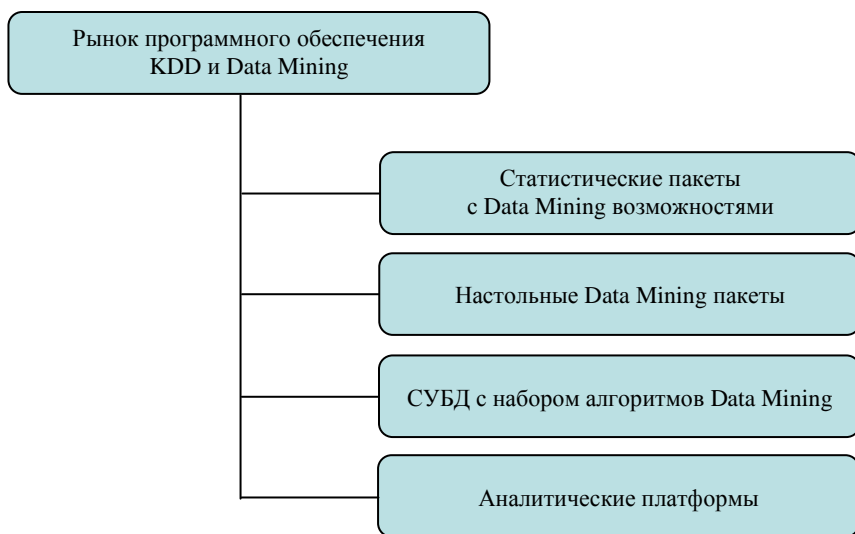 Рынок программного обеспечения
KDD и Data Mining
Статистические пакеты
с Data Mining возможностями
Настольные Data Mining пакеты
СУБД с набором алгоритмов Data Mining
Аналитические платформы